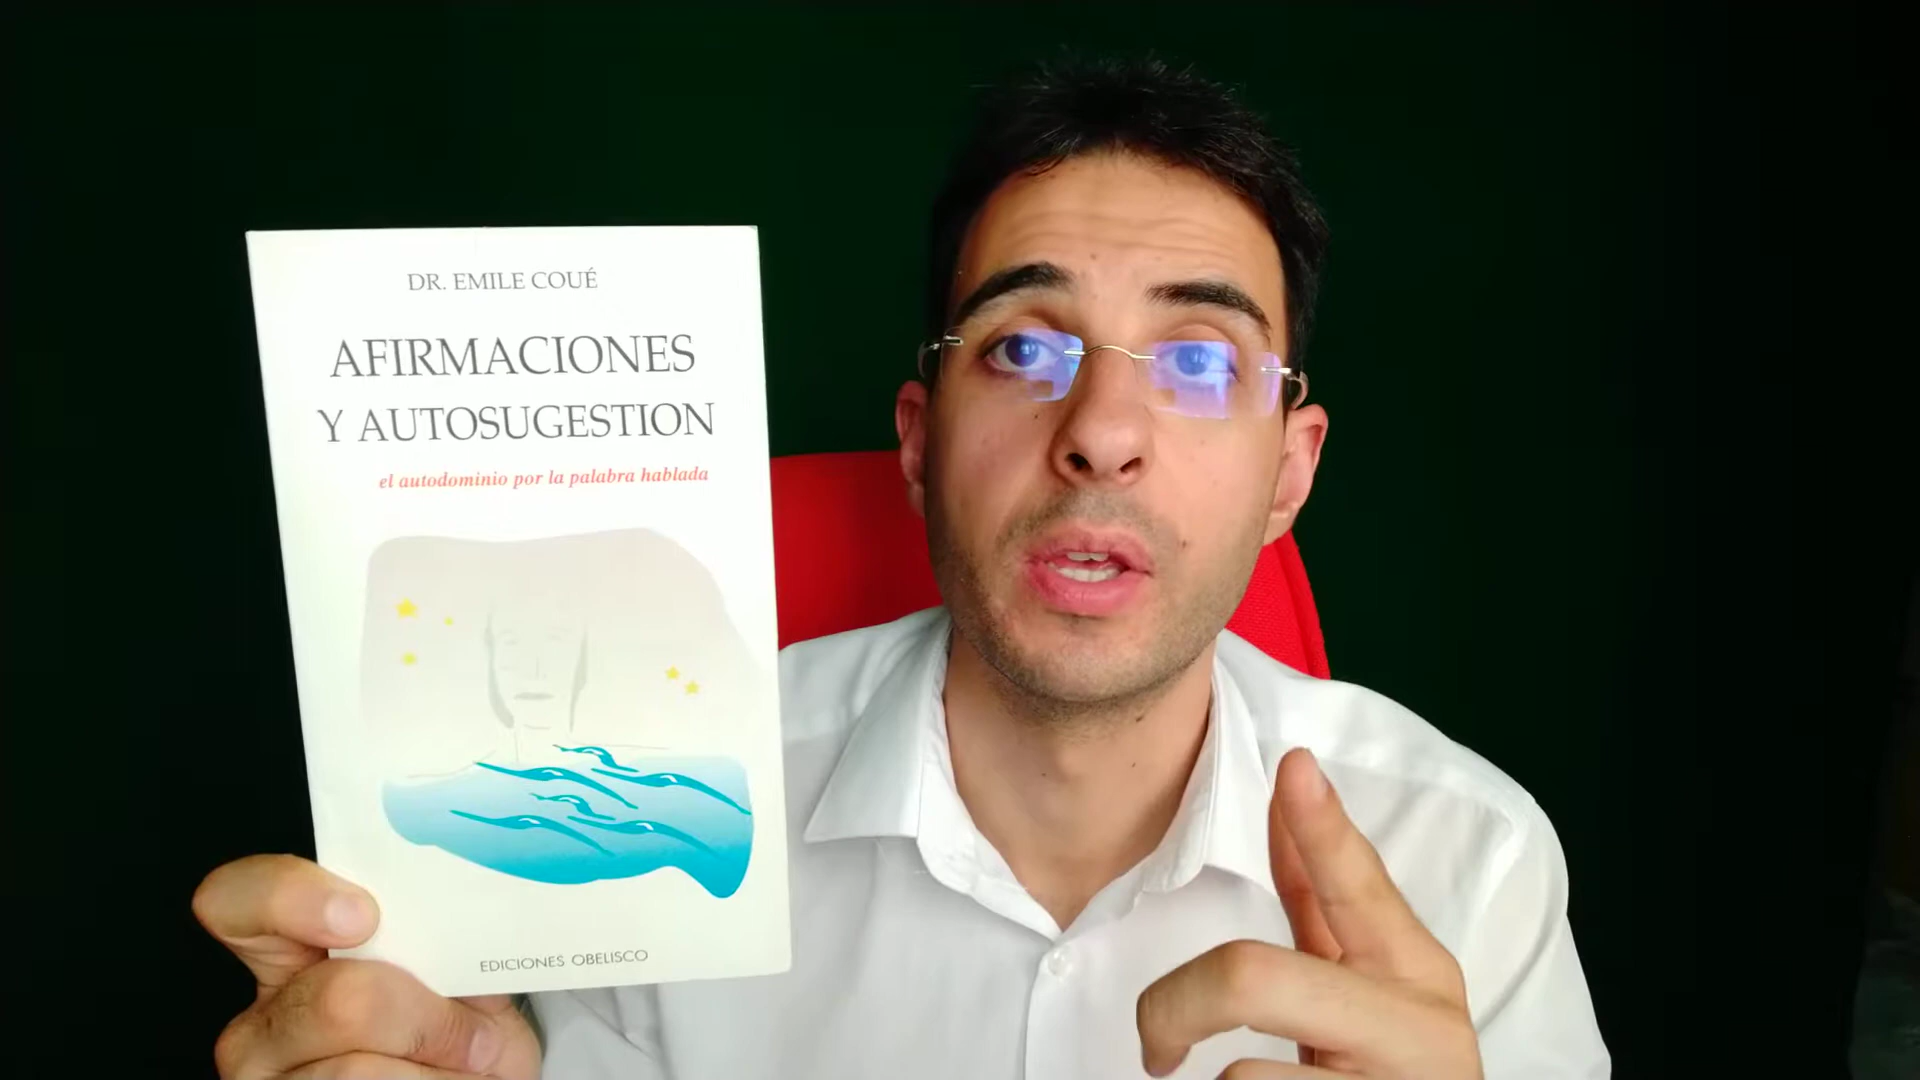 DR. EMILE COUÉ
AFIRMACIONES
Y AUTOSUGESTION
el autodominio por la palabra hablada
EDICIONES OBELISCO